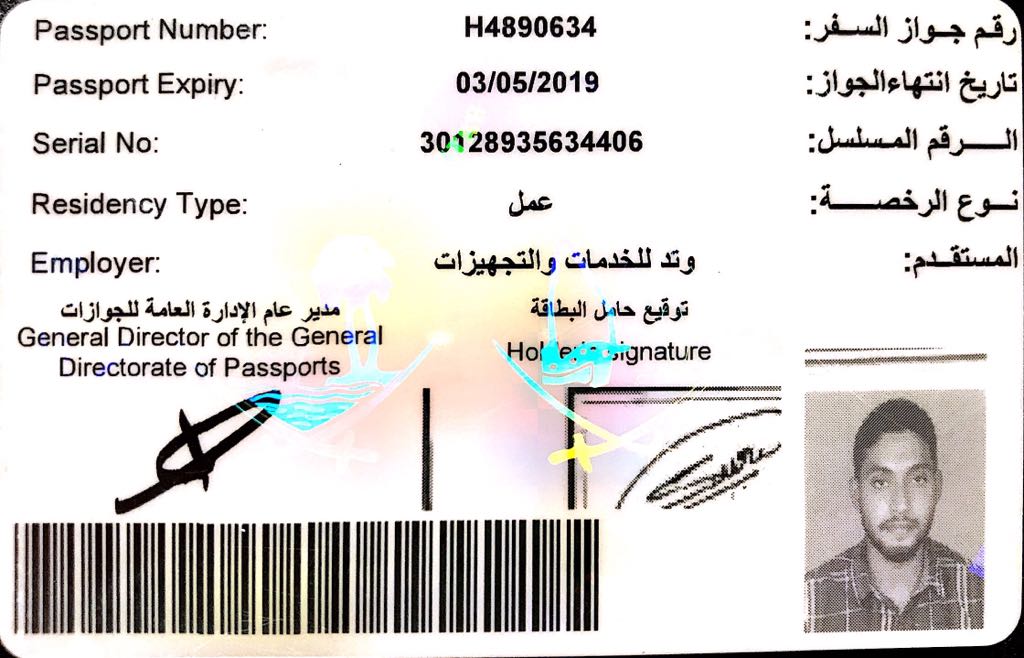 Passport Number: H4890634 رقم جواز السفر:
Passport Expiry: 03/05/2019 تاريخ انتهاءالجواز:
Serial No: 30128935634406 الرقم المسلسل:
Residency Type: عمل نوع الرخصة:
Employer: وتد للخدمات والتجهيزات المستقدم:
مدير عام الإدارة العامة للجوازات توقيع حامل البطاقة
General Director of the General
Directorate of Passports
Signature